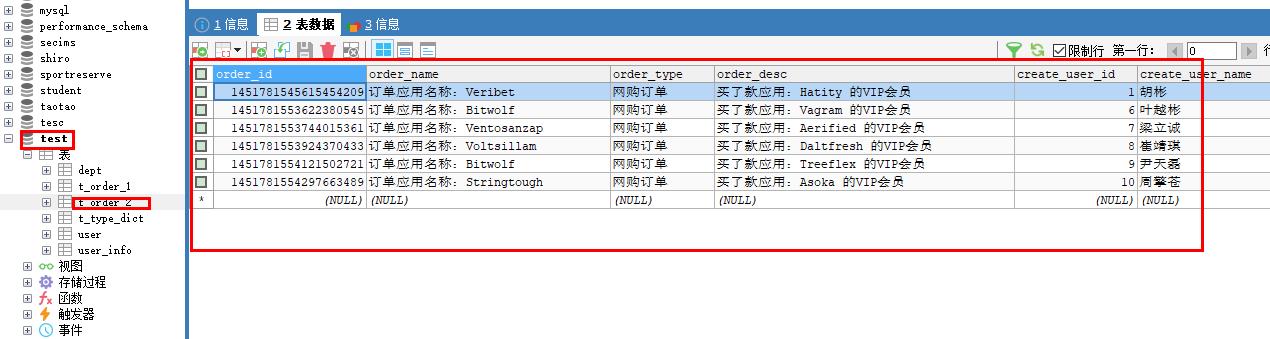 mysql
performance_schema
secims
shiro
sportreserve
student
taotao
tesc
test
表
dept
t_order_1
t_order_2
t_type_dict
user
user_info
视图
存储过程
函数
触发器
事件
1 信息 2 表数据 3 信息
限制行 第一行: 0 行
order_id order_name order_type order_desc create_user_id create_user_name
1451781545615454209 订单应用名称: Veribet 网购订单 买了款应用: Hatity 的VIP会员 1 胡彬
1451781553622380545 订单应用名称: Bitwolf 网购订单 买了款应用: Vagram 的VIP会员 6 叶越彬
1451781553744015361 订单应用名称: Ventosanzap 网购订单 买了款应用: Aerified 的VIP会员 7 梁立诚
1451781553924370433 订单应用名称: Voltsillam 网购订单 买了款应用: Daltfresh 的VIP会员 8 崔靖琪
1451781554121502721 订单应用名称: Bitwolf 网购订单 买了款应用: Treeflex 的VIP会员 9 尹天磊
1451781554297663489 订单应用名称: Stringtough 网购订单 买了款应用: Asoka 的VIP会员 10 周擎苍
* (NULL) (NULL) (NULL) (NULL) (NULL) (NULL)